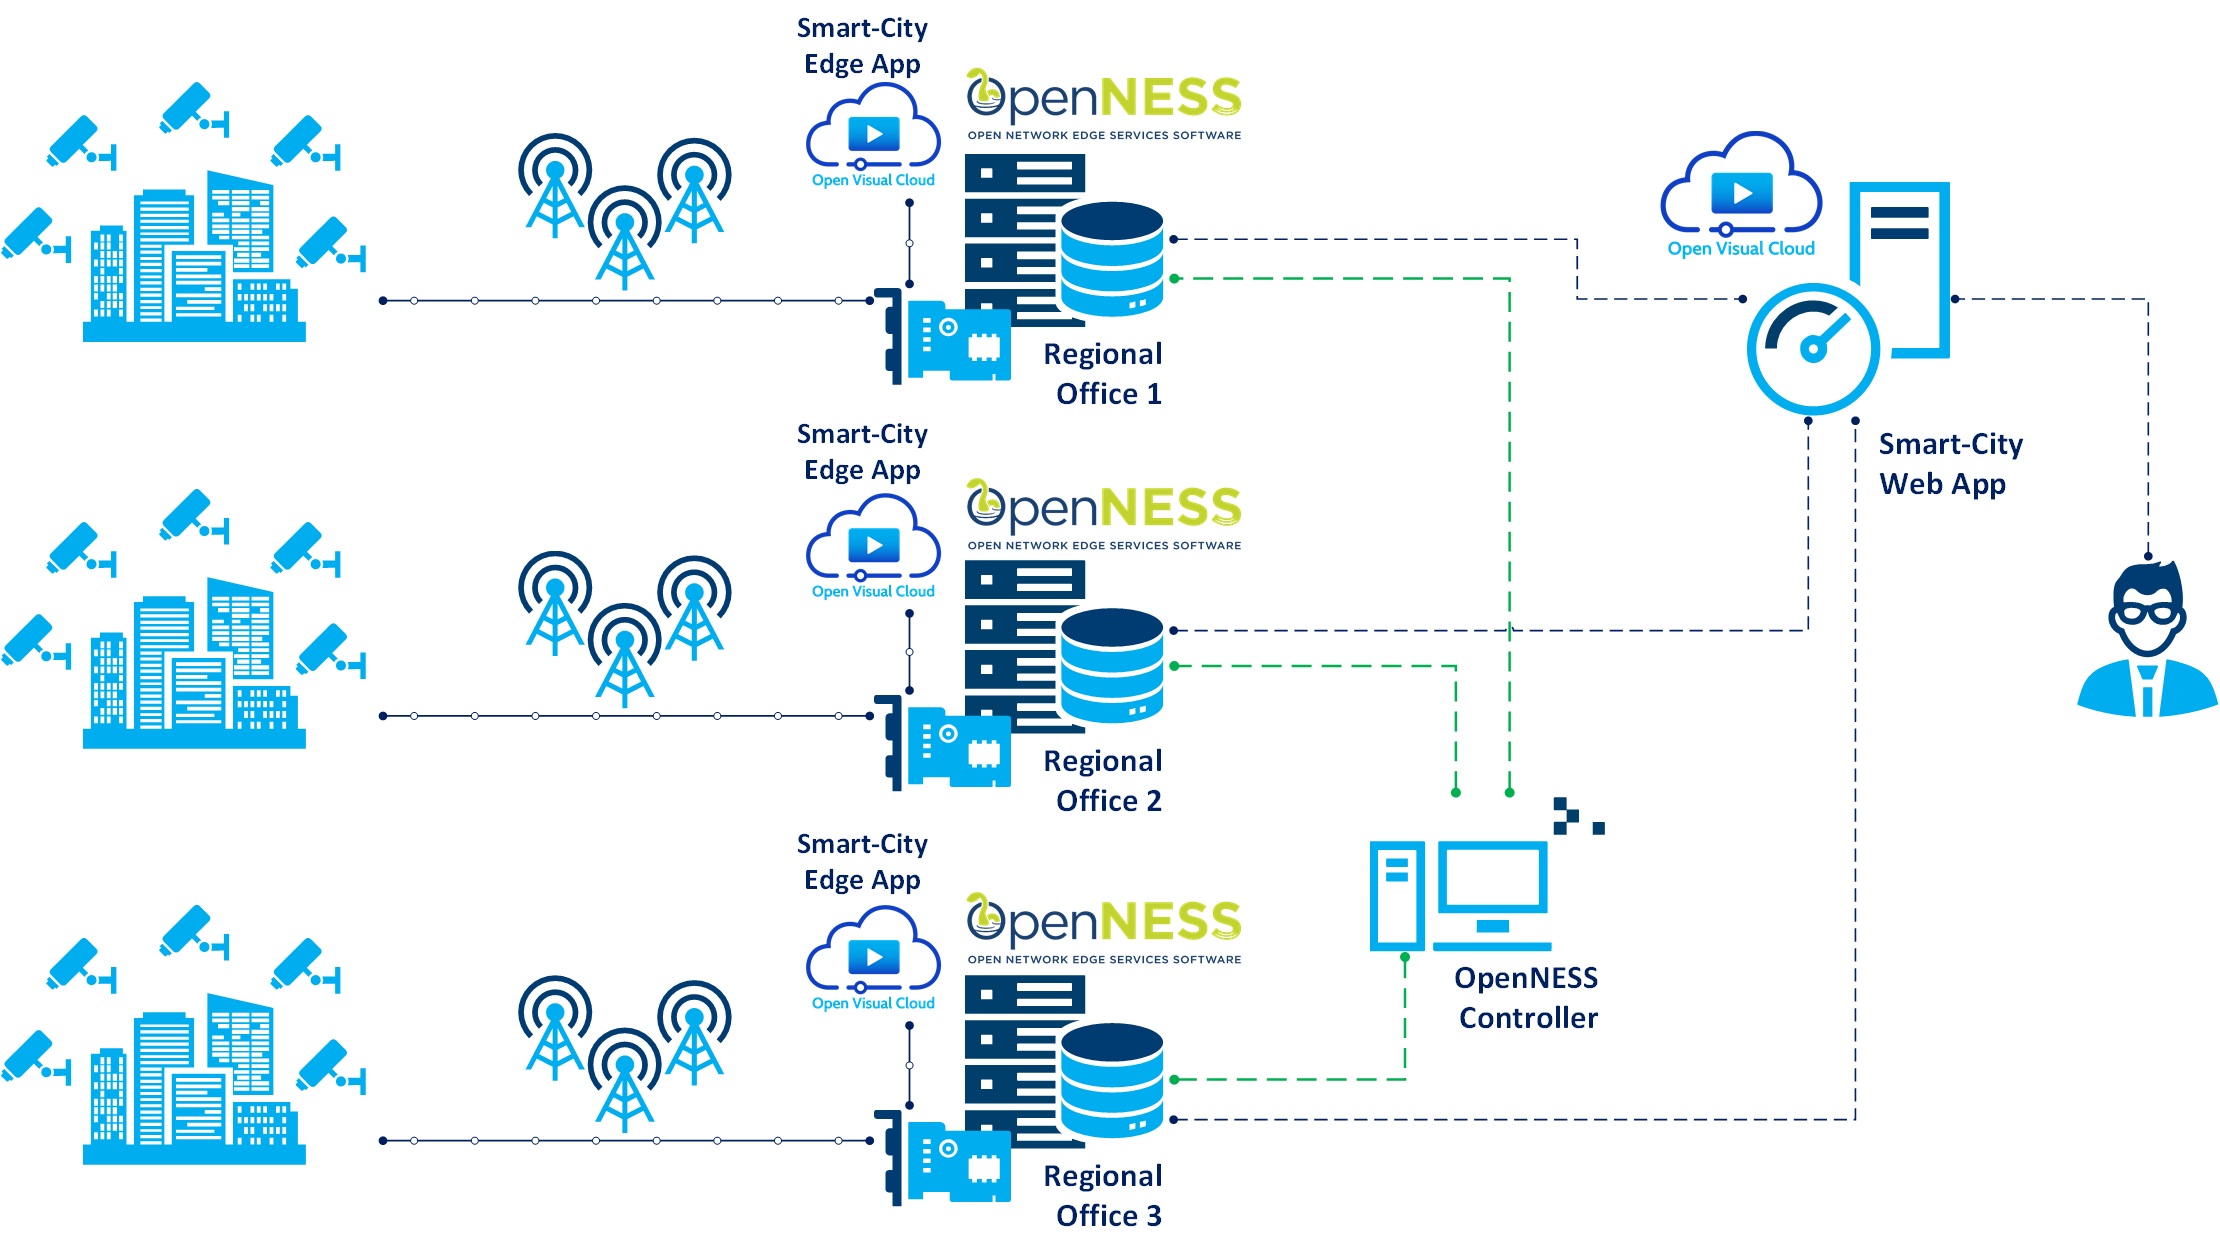 Smart-City
Edge App
Open Visual Cloud
OpenNESS
OPEN NETWORK EDGE SERVICES SOFTWARE
Regional
Office 1
Open Visual Cloud
Smart-City
Web App
Smart-City
Edge App
Open Visual Cloud
OpenNESS
OPEN NETWORK EDGE SERVICES SOFTWARE
Regional
Office 2
OpenNESS
Controller
Smart-City
Edge App
Open Visual Cloud
OpenNESS
OPEN NETWORK EDGE SERVICES SOFTWARE
Regional
Office 3